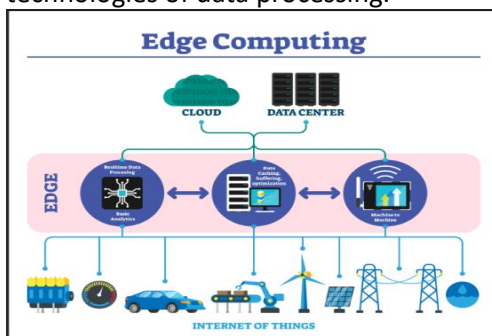 technologies of data processing.
Edge Computing
CLOUD
DATA CENTER
EDGE
Realtime Data
Processing
Basic
Analytics
Data
Caching,
buffering,
optimization
Machine to
Machine
INTERNET OF THINGS